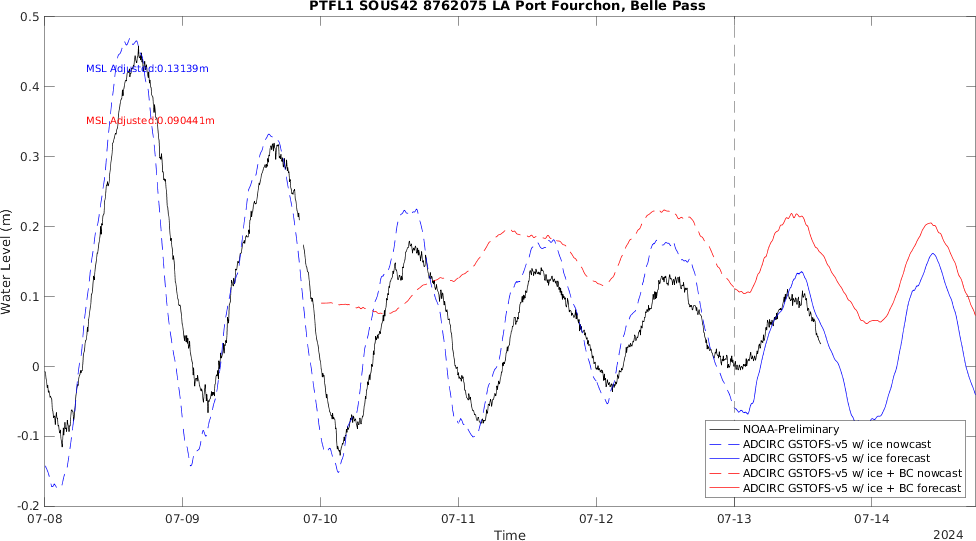 PTFL1 SOUS42 8762075 LA Port Fourchon, Belle Pass
0.5
0.4
0.3
0.2
0.1
0
-0.1
-0.2
Water Level (m)
MSL Adjusted:0.13139m
MSL Adjusted:0.090441m
NOAA-Preliminary
ADCIRC GSTOFS-v5 w/ ice nowcast
ADCIRC GSTOFS-v5 w/ ice forecast
ADCIRC GSTOFS-v5 w/ ice + BC nowcast
ADCIRC GSTOFS-v5 w/ ice + BC forecast
07-08 07-09 07-10 07-11 07-12 07-13 07-14
Time
2024